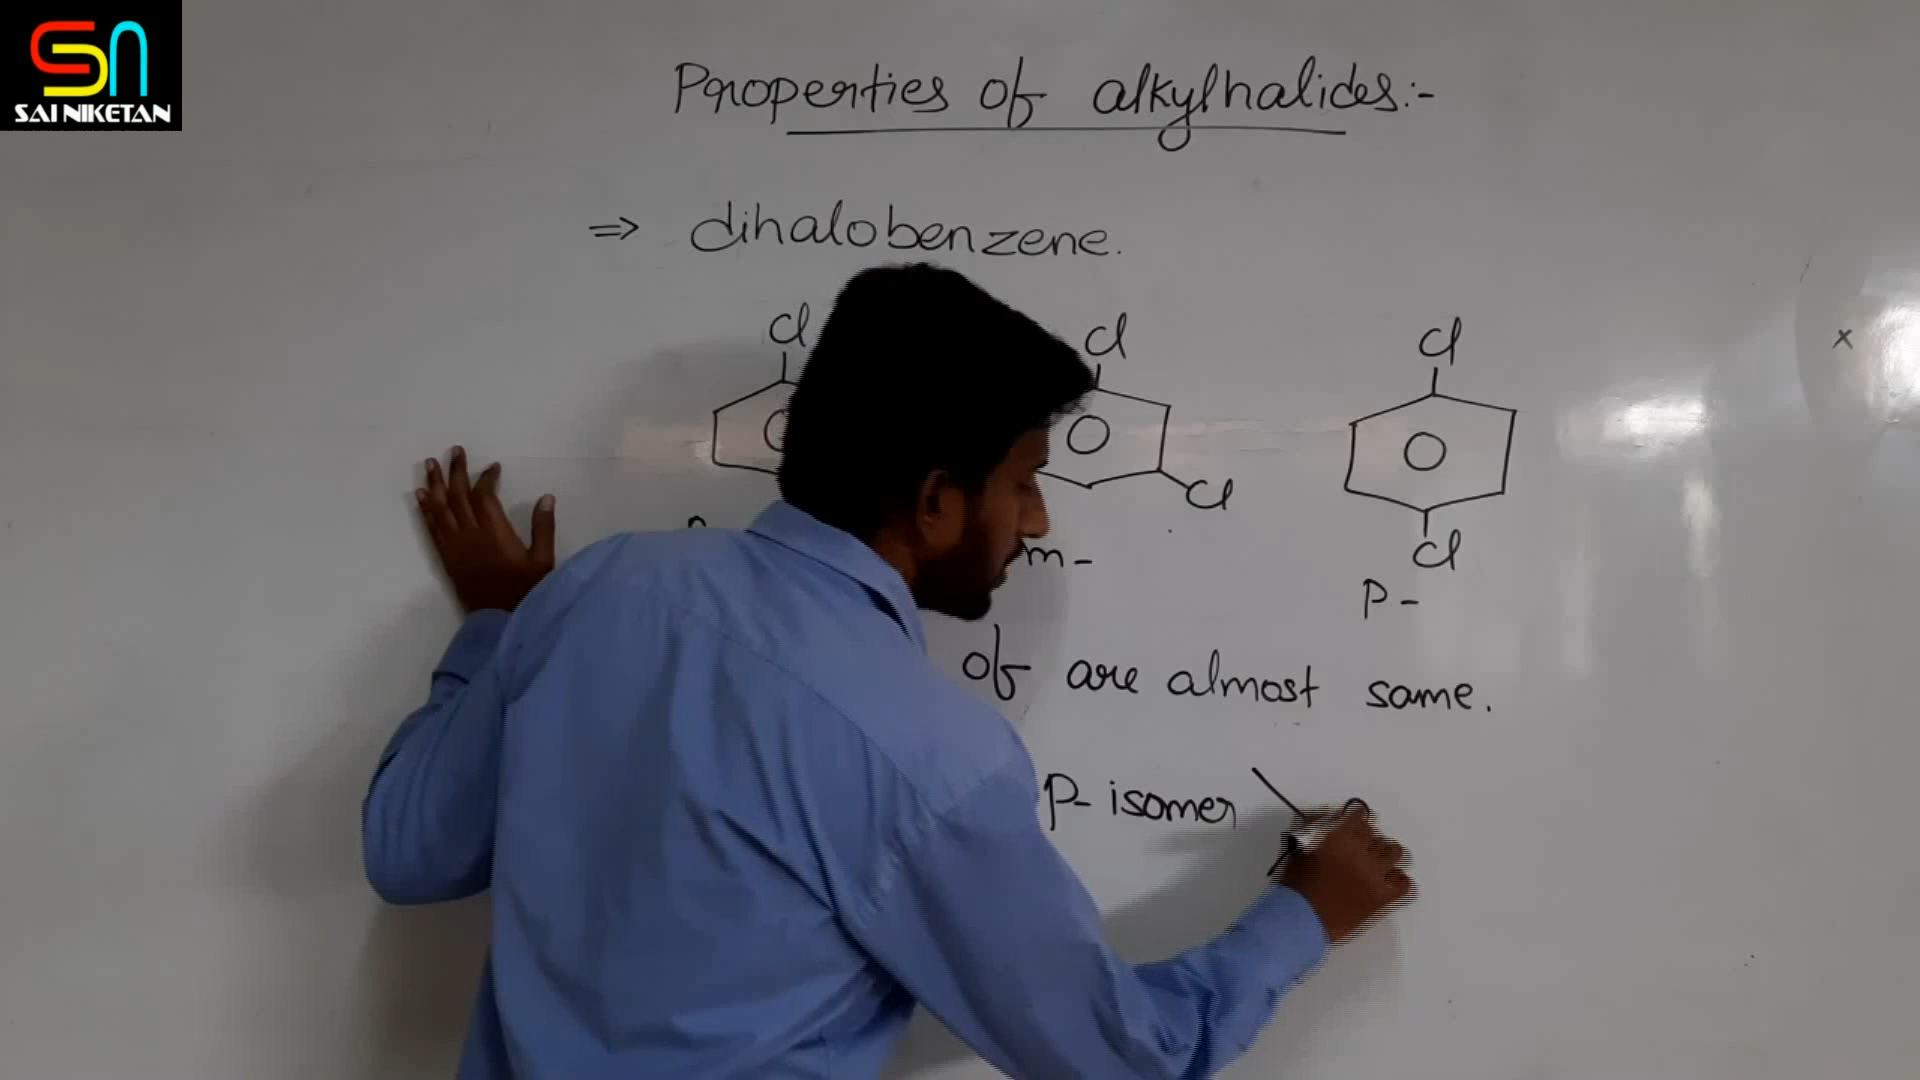 SN
SAI NIKETAN
Properties of alkylhalides:-
⇒ dihalobenzene.
Cl Cl Cl
Cl
Cl
m-
P-
of are almost same.
P- isomer >
x